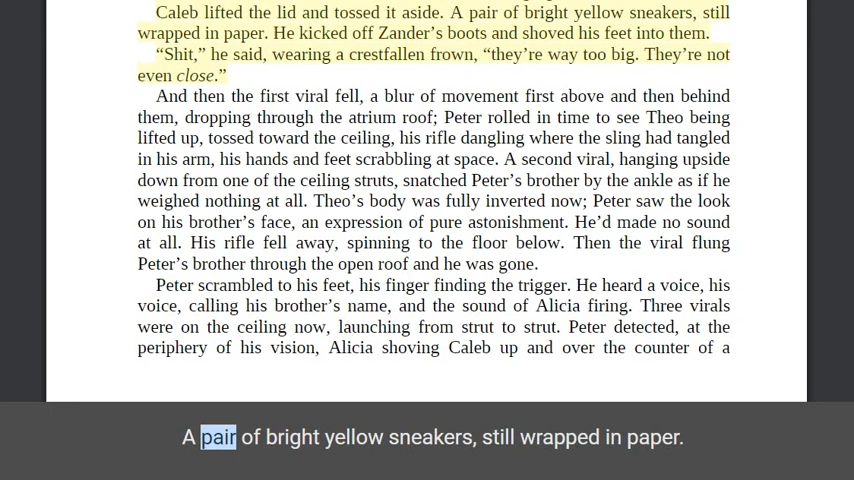 Caleb lifted the lid and tossed it aside. A pair of bright yellow sneakers, still
wrapped in paper. He kicked off Zander’s boots and shoved his feet into them.
“Shit,” he said, wearing a crestfallen frown, “they’re way too big. They’re not
even close.”
And then the first viral fell, a blur of movement first above and then behind
them, dropping through the atrium roof; Peter rolled in time to see Theo being
lifted up, tossed toward the ceiling, his rifle dangling where the sling had tangled
in his arm, his hands and feet scrabbling at space. A second viral, hanging upside
down from one of the ceiling struts, snatched Peter’s brother by the ankle as if he
weighed nothing at all. Theo’s body was fully inverted now; Peter saw the look
on his brother’s face, an expression of pure astonishment. He’d made no sound
at all. His rifle fell away, spinning to the floor below. Then the viral flung
Peter’s brother through the open roof and he was gone.
Peter scrambled to his feet, his finger finding the trigger. He heard a voice, his
voice, calling his brother’s name, and the sound of Alicia firing. Three virals
were on the ceiling now, launching from strut to strut. Peter detected, at the
periphery of his vision, Alicia shoving Caleb up and over the counter of a
A pair of bright yellow sneakers, still wrapped in paper.